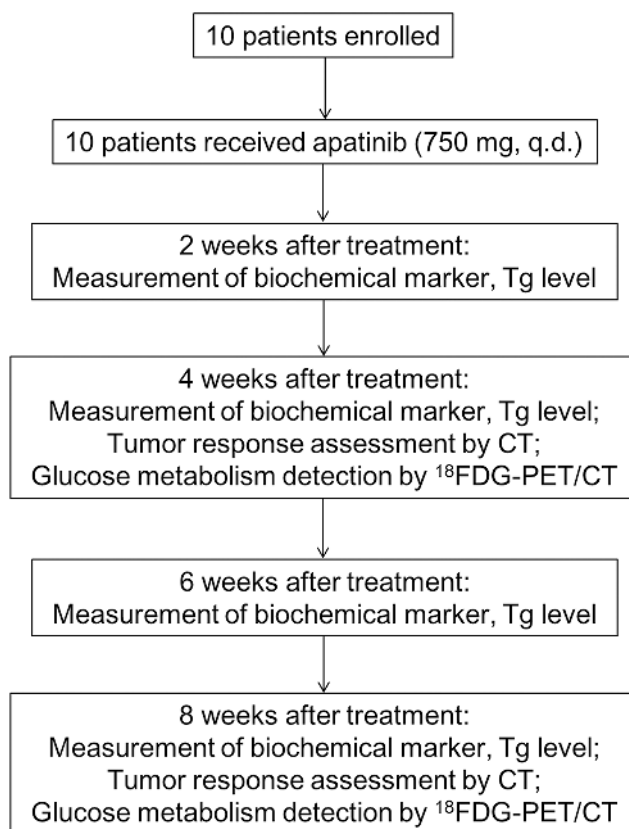 10 patients enrolled
10 patients received apatinib (750 mg, q.d.)
2 weeks after treatment:
Measurement of biochemical marker, Tg level
4 weeks after treatment:
Measurement of biochemical marker, Tg level;
Tumor response assessment by CT;
Glucose metabolism detection by ¹⁸FDG-PET/CT
6 weeks after treatment:
Measurement of biochemical marker, Tg level
8 weeks after treatment:
Measurement of biochemical marker, Tg level;
Tumor response assessment by CT;
Glucose metabolism detection by ¹⁸FDG-PET/CT